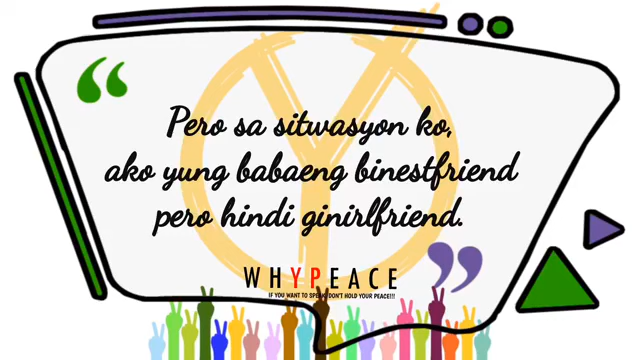 Pero sa sitwasyon ko,
ako yung babaeng binestfriend
pero hindi ginirlfriend.
WHYPEACE
IF YOU WANT TO SPEAK DON'T HOLD YOUR PEACE!!!